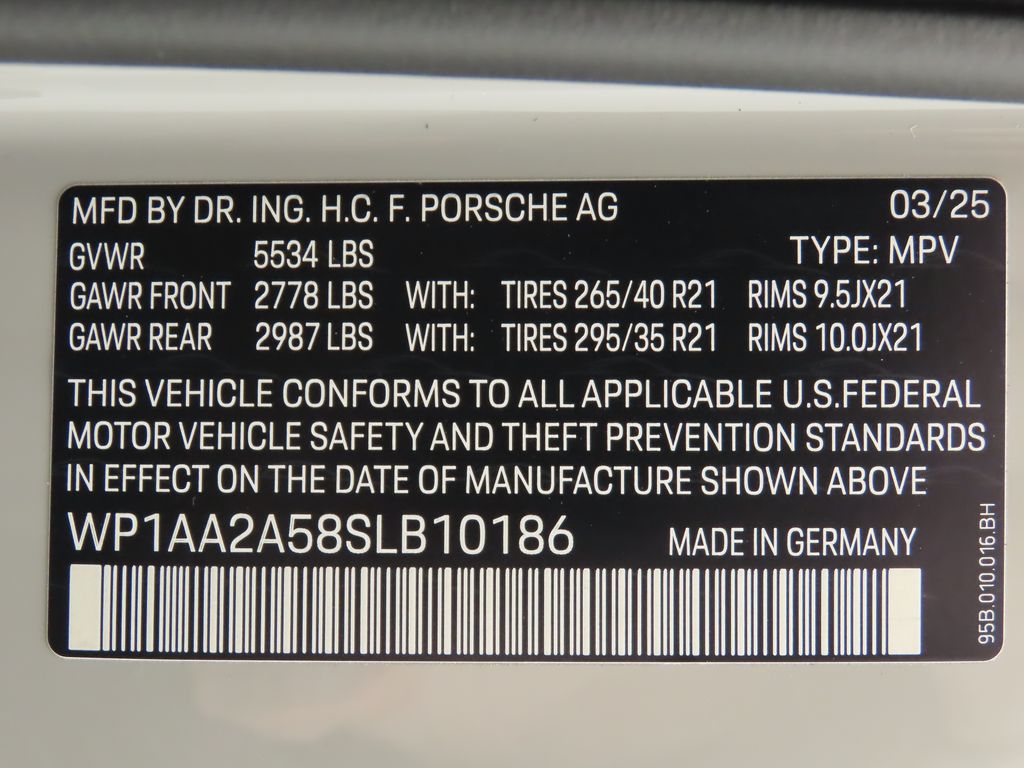 MFD BY DR. ING. H.C. F. PORSCHE AG 03/25
GVWR 5534 LBS TYPE: MPV
GAWR FRONT 2778 LBS WITH: TIRES 265/40 R21 RIMS 9.5JX21
GAWR REAR 2987 LBS WITH: TIRES 295/35 R21 RIMS 10.0JX21
THIS VEHICLE CONFORMS TO ALL APPLICABLE U.S.FEDERAL
MOTOR VEHICLE SAFETY AND THEFT PREVENTION STANDARDS
IN EFFECT ON THE DATE OF MANUFACTURE SHOWN ABOVE
WP1AA2A58SLB10186 MADE IN GERMANY
95B.010.016.BH